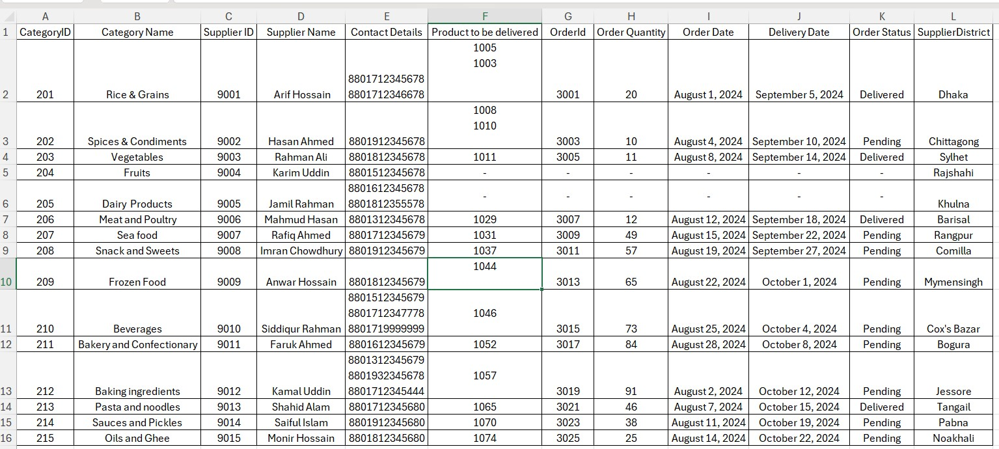 A B C D E F G H I J K L
1 CategoryID Category Name Supplier ID Supplier Name Contact Details Product to be delivered OrderId Order Quantity Order Date Delivery Date Order Status SupplierDistrict
1005
1003
8801712345678
2 201 Rice & Grains 9001 Arif Hossain 8801712346678 3001 20 August 1, 2024 September 5, 2024 Delivered Dhaka
1008
1010
3 202 Spices & Condiments 9002 Hasan Ahmed 8801912345678 3003 10 August 4, 2024 September 10, 2024 Pending Chittagong
4 203 Vegetables 9003 Rahman Ali 8801812345678 1011 3005 11 August 8, 2024 September 14, 2024 Delivered Sylhet
5 204 Fruits 9004 Karim Uddin 8801512345678 - - - - - - Rajshahi
8801612345678
- - - - - -
6 205 Dairy Products 9005 Jamil Rahman 8801812355578 Khulna
7 206 Meat and Poultry 9006 Mahmud Hasan 8801312345678 1029 3007 12 August 12, 2024 September 18, 2024 Delivered Barisal
8 207 Sea food 9007 Rafiq Ahmed 8801712345679 1031 3009 49 August 15, 2024 September 22, 2024 Pending Rangpur
9 208 Snack and Sweets 9008 Imran Chowdhury 8801912345679 1037 3011 57 August 19, 2024 September 27, 2024 Pending Comilla
1044
10 209 Frozen Food 9009 Anwar Hossain 8801812345679 3013 65 August 22, 2024 October 1, 2024 Pending Mymensingh
8801512345679
8801712347778 1046
11 210 Beverages 9010 Siddiqur Rahman 8801719999999 3015 73 August 25, 2024 October 4, 2024 Pending Cox's Bazar
12 211 Bakery and Confectionary 9011 Faruk Ahmed 8801612345679 1052 3017 84 August 28, 2024 October 8, 2024 Pending Bogura
8801312345679
8801932345678 1057
13 212 Baking ingredients 9012 Kamal Uddin 8801712345444 3019 91 August 2, 2024 October 12, 2024 Pending Jessore
14 213 Pasta and noodles 9013 Shahid Alam 8801712345680 1065 3021 46 August 7, 2024 October 15, 2024 Delivered Tangail
15 214 Sauces and Pickles 9014 Saiful Islam 8801912345680 1070 3023 38 August 11, 2024 October 19, 2024 Pending Pabna
16 215 Oils and Ghee 9015 Monir Hossain 8801812345680 1074 3025 25 August 14, 2024 October 22, 2024 Pending Noakhali